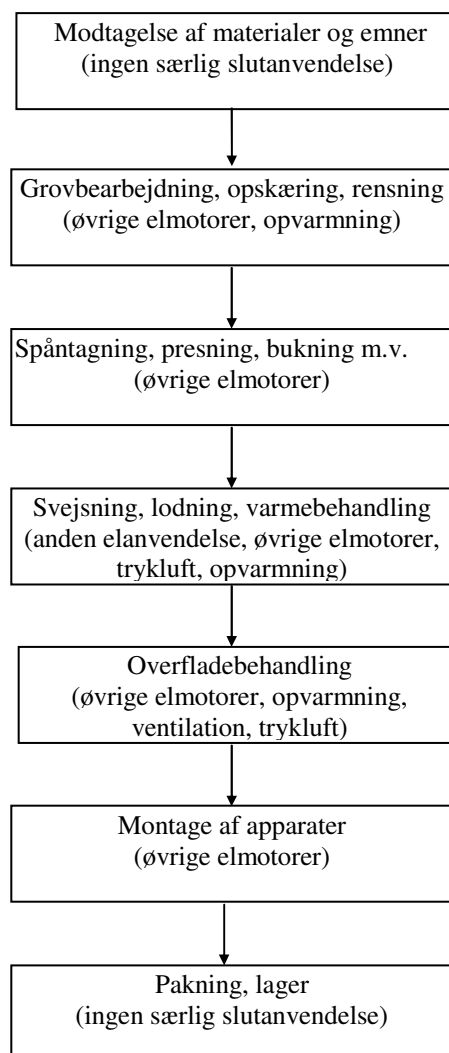 Modtagelse af materialer og emner
(ingen særlig slutanvendelse)
Grovbearbejdning, opskæring, rensning
(øvrige elmotorer, opvarmning)
Spåntagning, presning, bukning m.v.
(øvrige elmotorer)
Svejsning, lodning, varmebehandling
(anden elanvendelse, øvrige elmotorer,
trykluft, opvarmning)
Overfladebehandling
(øvrige elmotorer, opvarmning,
ventilation, trykluft)
Montage af apparater
(øvrige elmotorer)
Pakning, lager
(ingen særlig slutanvendelse)